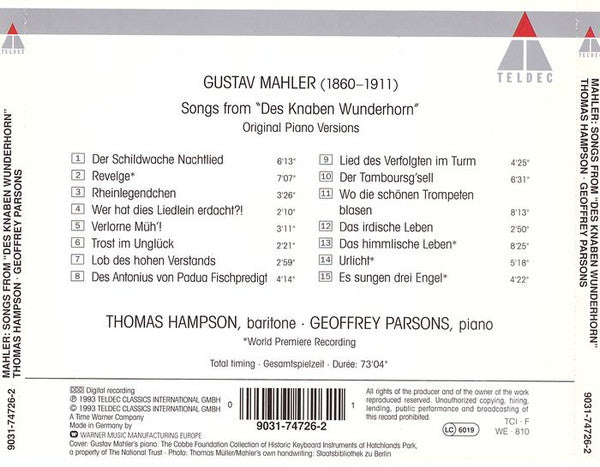 TELDEC
GUSTAV MAHLER (1860–1911)
Songs from "Des Knaben Wunderhorn"
Original Piano Versions
1 Der Schildwache Nachtlied 6'13"
2 Revelge* 7'07"
3 Rheinlegendchen 3'26"
4 Wer hat dies Liedlein erdacht?! 2'10"
5 Verlorne Müh'! 3'11"
6 Trost im Unglück 2'21"
7 Lob des hohen Verstands 2'59"
8 Des Antonius von Padua Fischpredigt 4'14"
9 Lied des Verfolgten im Turm 4'25"
10 Der Tamboursg'sell 6'31"
11 Wo die schönen Trompeten
blasen 8'13"
12 Das irdische Leben 2'50"
13 Das himmlische Leben* 8'25"
14 Urlicht* 5'18"
15 Es sungen drei Engel* 4'22"
THOMAS HAMPSON, baritone · GEOFFREY PARSONS, piano
*World Premiere Recording
Total timing · Gesamtspielzeit · Durée: 73'04"
DDD Digital recording
℗ 1993 TELDEC CLASSICS INTERNATIONAL GMBH
© 1993 TELDEC CLASSICS INTERNATIONAL GMBH
A Time Warner Company
Made in Germany by
WARNER MUSIC MANUFACTURING EUROPE
0 1
9031-74726-2
All rights of the producer and of the owner of the work
reproduced reserved. Unauthorized copying, hiring,
lending, public performance and broadcasting of
this record prohibited.
LC 6019
TCI · F
WE · 810
Cover: Gustav Mahler's piano. The Cobbe Foundation Collection of Historic Keyboard Instruments at Hatchlands Park,
a property of The National Trust · Photo: Thomas Müller/Mahler's own handwriting: Staatsbibliothek zu Berlin
MAHLER: SONGS FROM "DES KNABEN WUNDERHORN"
THOMAS HAMPSON · GEOFFREY PARSONS
9031-74726-2
TELDEC
MAHLER: SONGS FROM "DES KNABEN WUNDERHORN"
THOMAS HAMPSON · GEOFFREY PARSONS
9031-74726-2